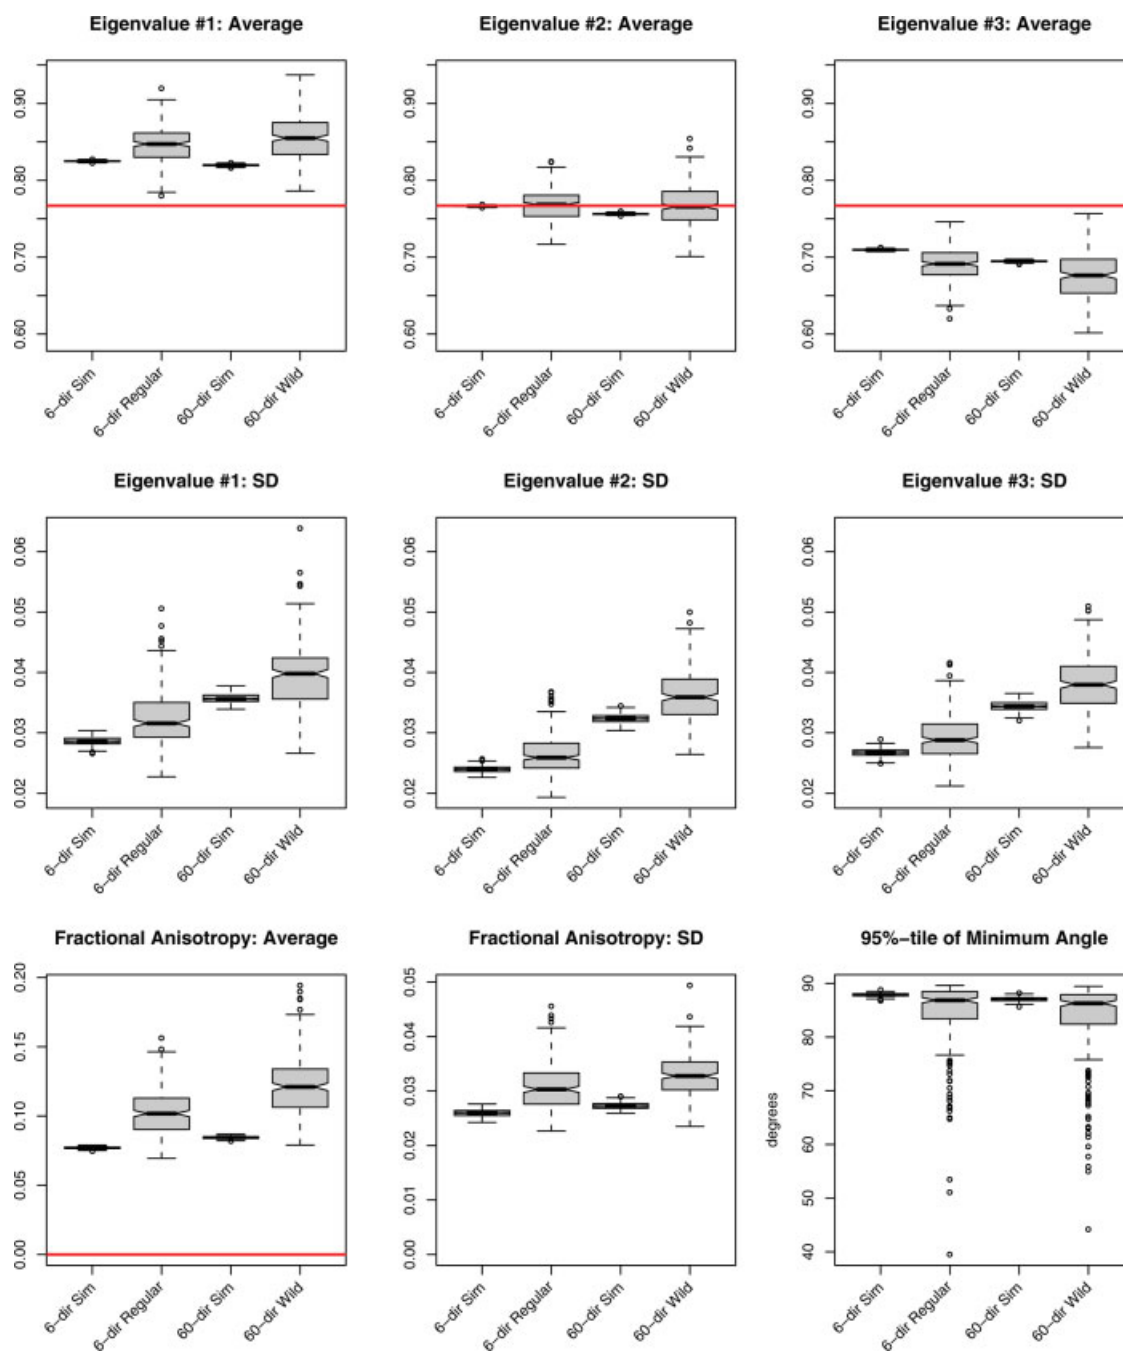 Eigenvalue #1: Average
Eigenvalue #2: Average
Eigenvalue #3: Average
0.90
0.80
0.70
0.60
6-dir Sim
6-dir Regular
60-dir Sim
60-dir Wild
0.90
0.80
0.70
0.60
6-dir Sim
6-dir Regular
60-dir Sim
60-dir Wild
0.90
0.80
0.70
0.60
6-dir Sim
6-dir Regular
60-dir Sim
60-dir Wild
Eigenvalue #1: SD
Eigenvalue #2: SD
Eigenvalue #3: SD
0.06
0.05
0.04
0.03
0.02
6-dir Sim
6-dir Regular
60-dir Sim
60-dir Wild
0.06
0.05
0.04
0.03
0.02
6-dir Sim
6-dir Regular
60-dir Sim
60-dir Wild
0.06
0.05
0.04
0.03
0.02
6-dir Sim
6-dir Regular
60-dir Sim
60-dir Wild
Fractional Anisotropy: Average
Fractional Anisotropy: SD
95%-tile of Minimum Angle
0.20
0.15
0.10
0.05
0.00
6-dir Sim
6-dir Regular
60-dir Sim
60-dir Wild
0.05
0.04
0.03
0.02
0.01
0.00
6-dir Sim
6-dir Regular
60-dir Sim
60-dir Wild
degrees
90
80
70
60
50
40
6-dir Sim
6-dir Regular
60-dir Sim
60-dir Wild